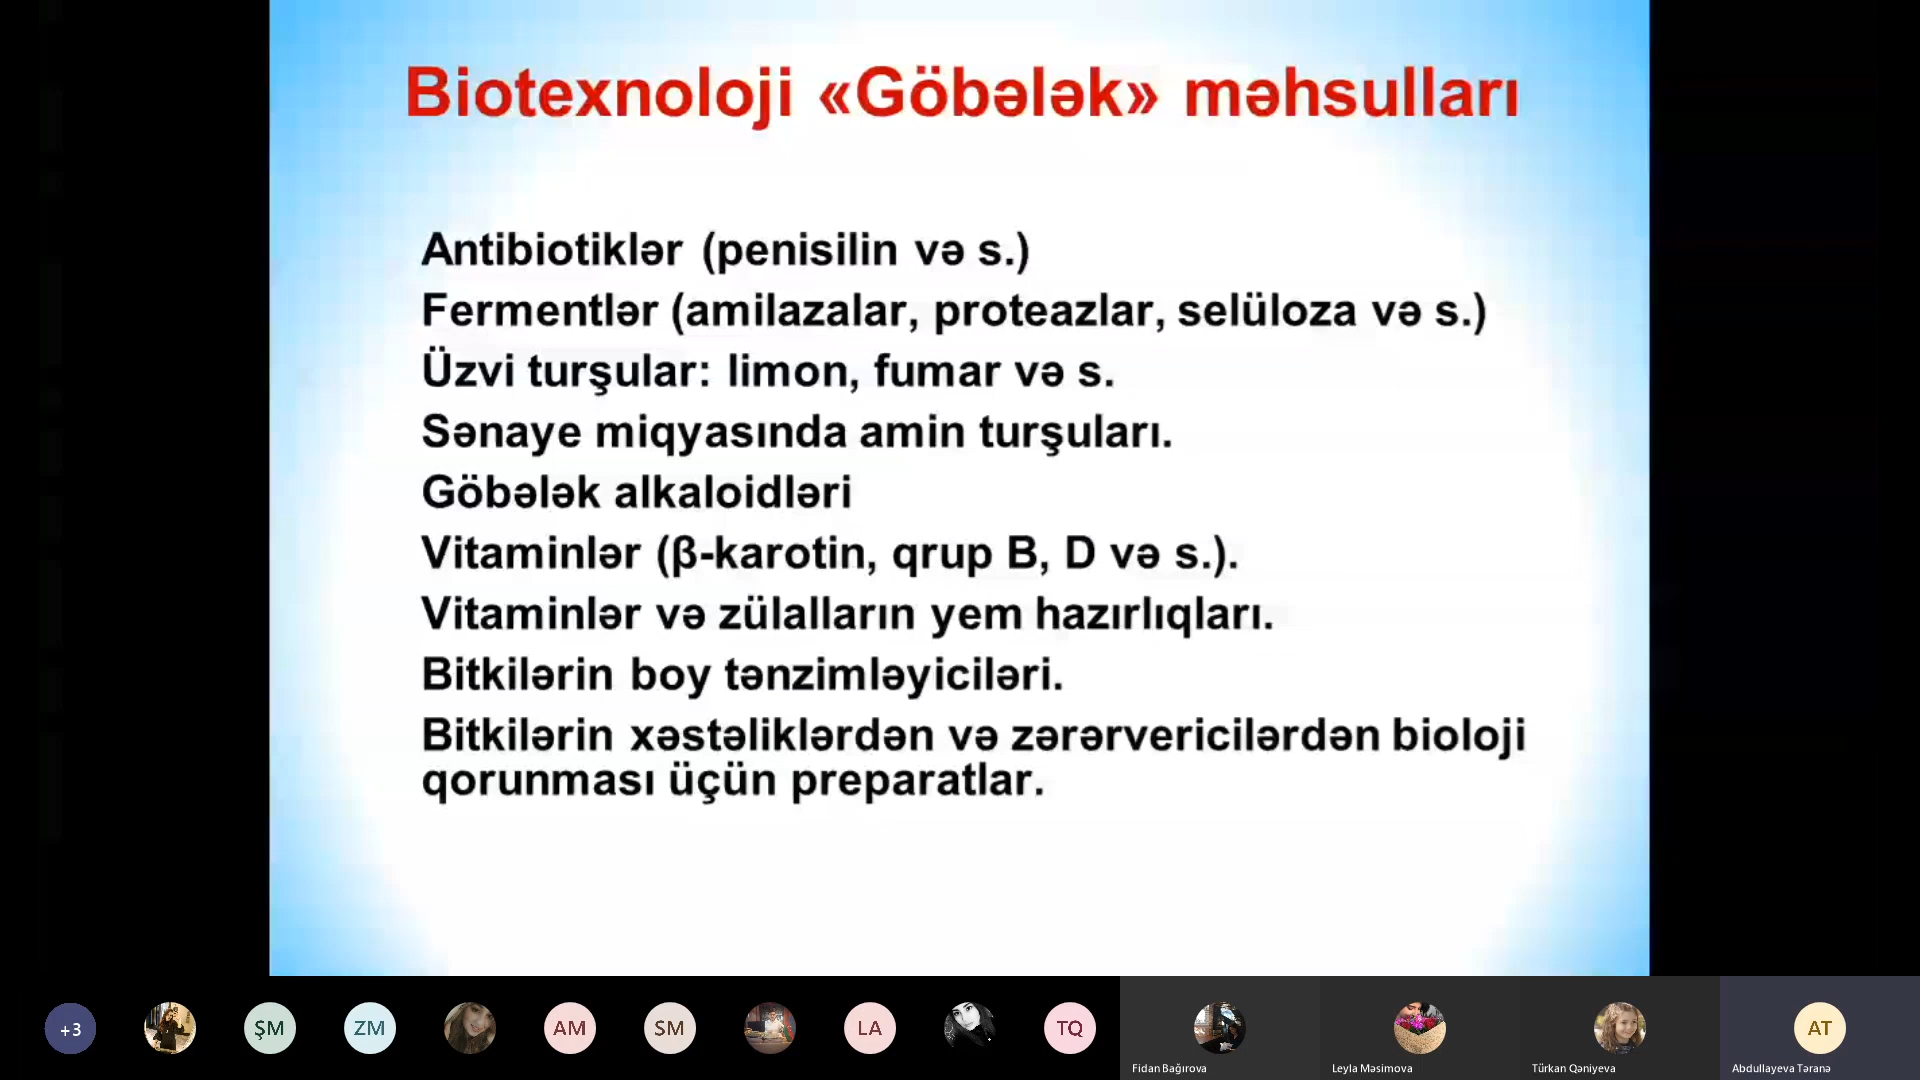 Biotexnoloji «Göbələk» məhsulları
Antibiotiklər (penisilin və s.)
Fermentlər (amilazalar, proteazlar, selüloza və s.)
Üzvi turşular: limon, fumar və s.
Sənaye miqyasında amin turşuları.
Göbələk alkaloidləri
Vitaminlər (β-karotin, qrup B, D və s.).
Vitaminlər və zülalların yem hazırlıqları.
Bitkilərin boy tənzimləyiciləri.
Bitkilərin xəstəliklərdən və zərərvericilərdən bioloji
qorunması üçün preparatlar.
+3
ŞM
ZM
AM
SM
LA
TQ
AT
Fidan Bağırova
Leyla Məsimova
Türkan Qəniyeva
Abdullayeva Təranə